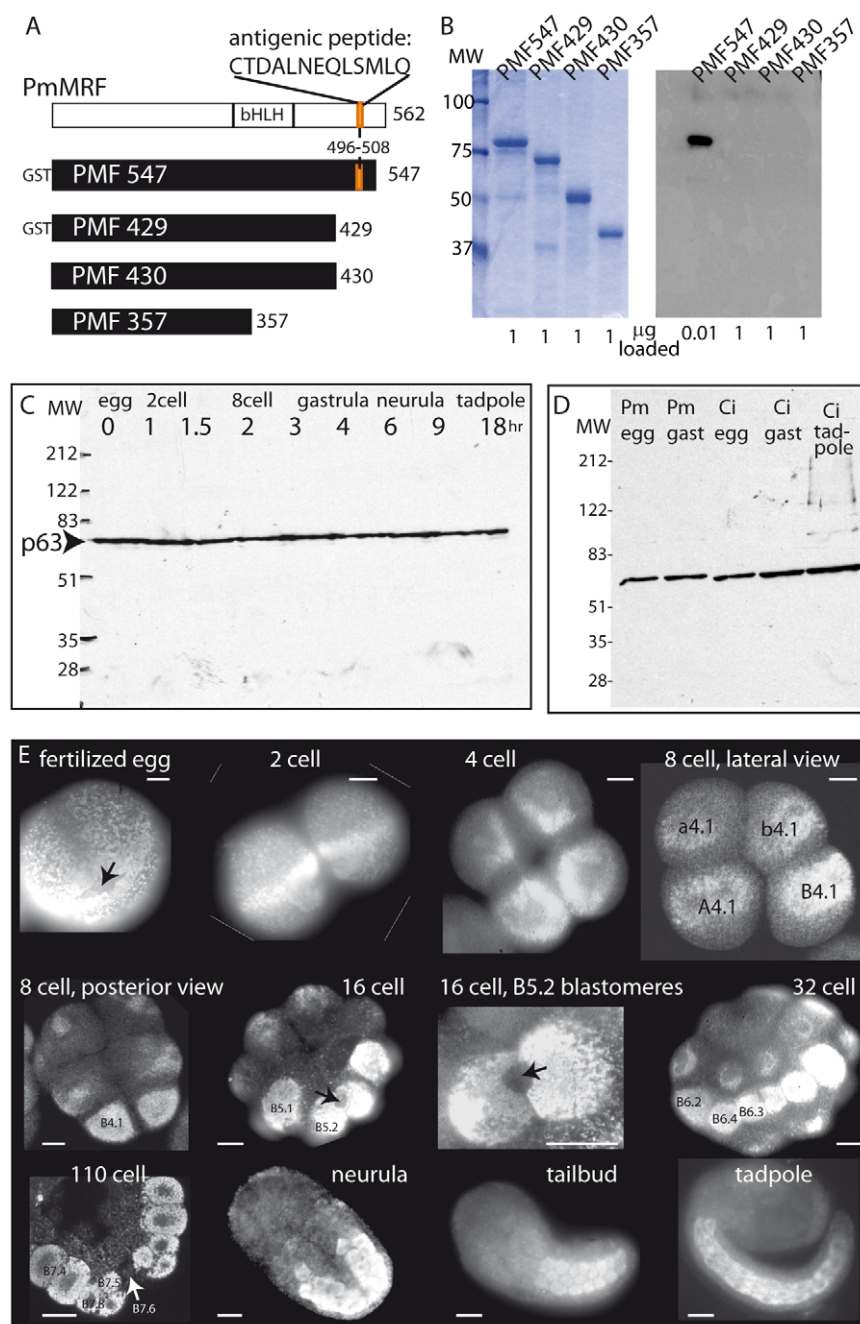 A
antigenic peptide:
CTDALNEQLSMLQ
PmMRF
bHLH
562
496-508
GST
PMF 547
547
GST
PMF 429
429
PMF 430
430
PMF 357
357
B
MW
PMF547
PMF429
PMF430
PMF357
PMF547
PMF429
PMF430
PMF357
100
75
50
37
1 1 1 1 μg loaded 0.01 1 1 1
C
MW
egg 2cell 8cell gastrula neurula tadpole
0 1 1.5 2 3 4 6 9 18hr
212
122
83
p63
51
35
28
D
MW
Pm egg
Pm gast
Ci egg
Ci gast
Ci tad-pole
212-
122-
83-
51-
35-
28-
E
fertilized egg
2 cell
4 cell
8 cell, lateral view
a4.1
b4.1
A4.1
B4.1
8 cell, posterior view
16 cell
16 cell, B5.2 blastomeres
32 cell
B4.1
B5.1
B5.2
B6.2
B6.4
B6.3
110 cell
neurula
tailbud
tadpole
B7.4
B7.5
B7.8
B7.6